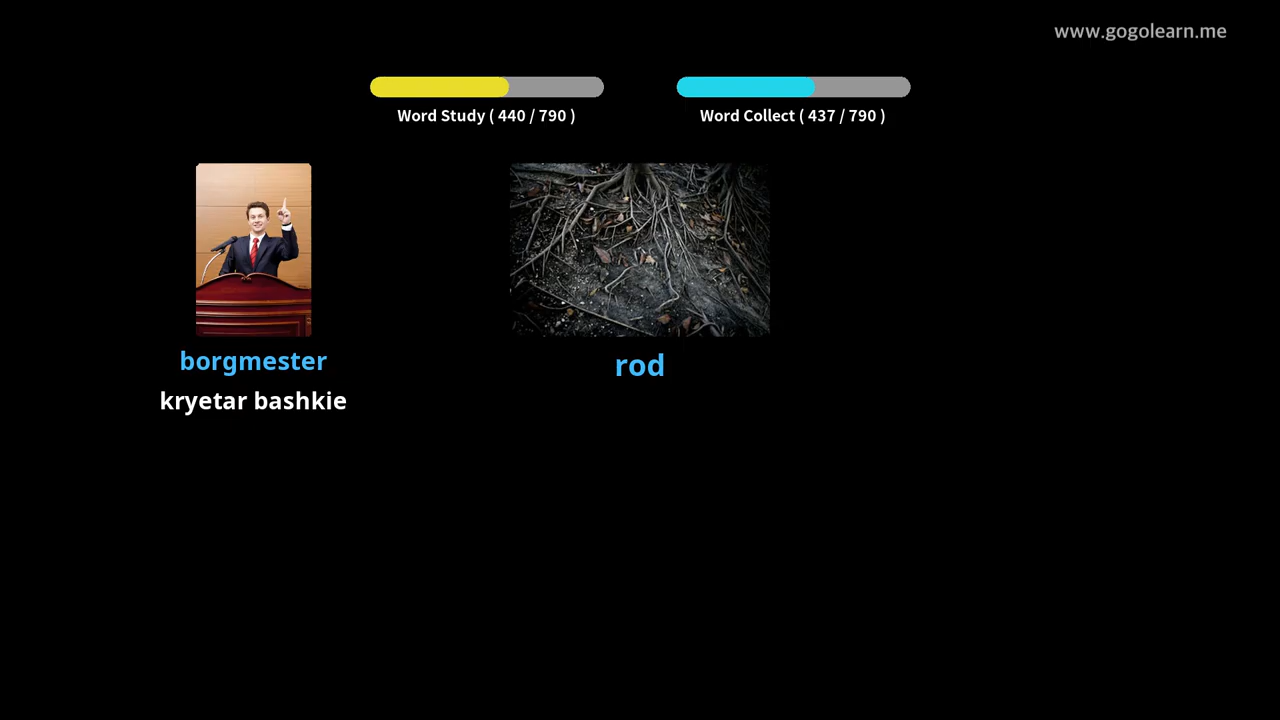 www.gogolearn.me
Word Study ( 440 / 790 )
Word Collect ( 437 / 790 )
borgmester
kryetar bashkie
rod